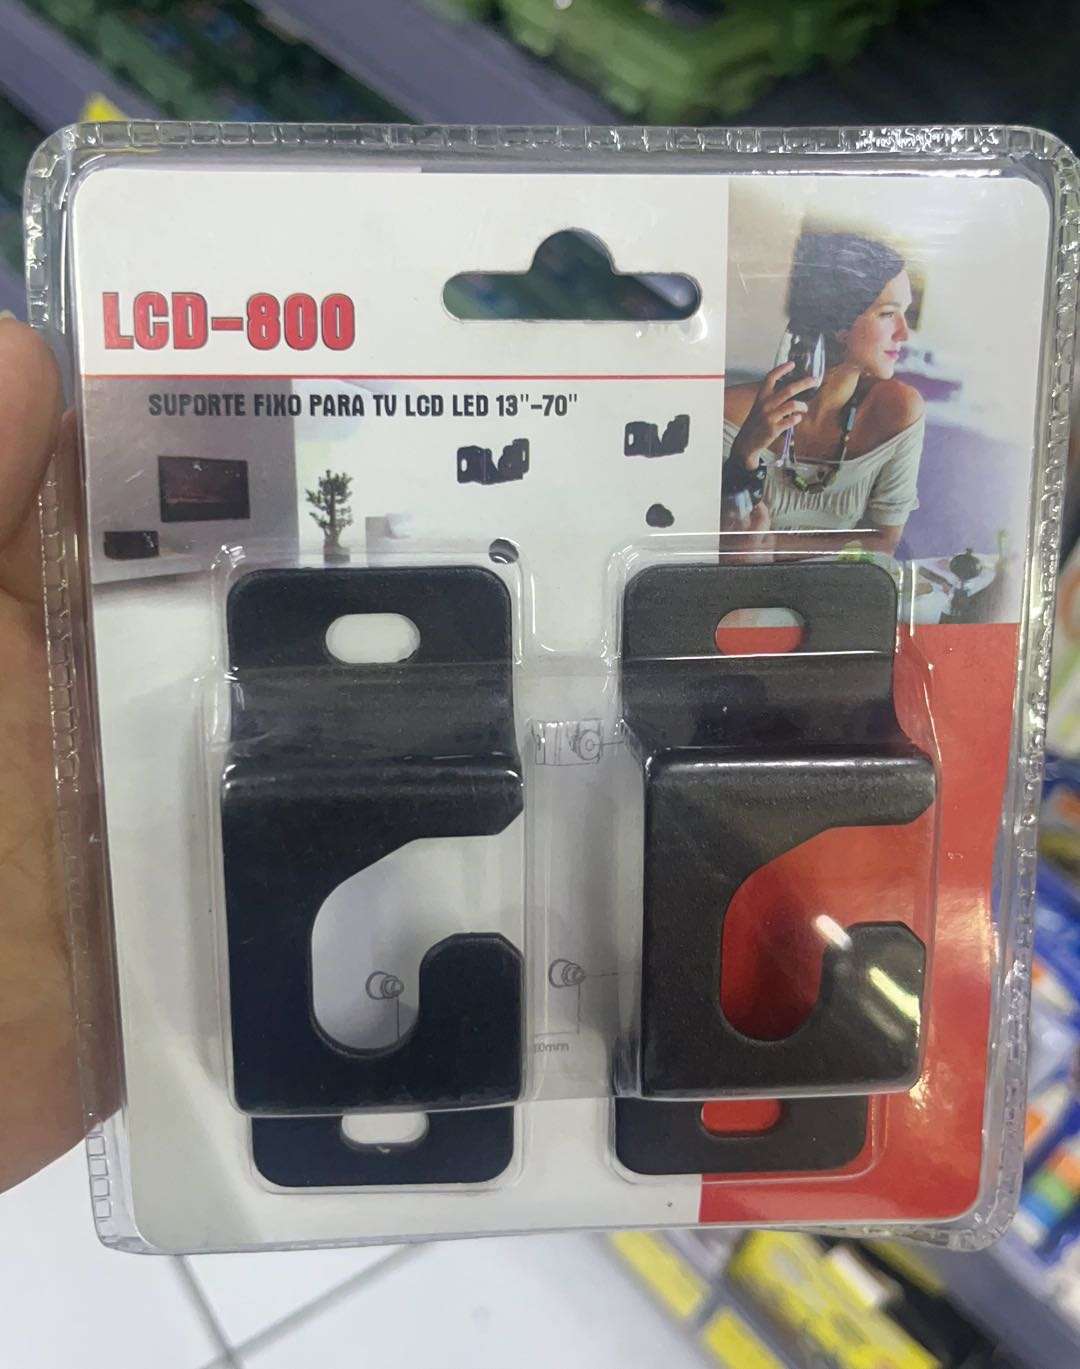 LCD-800
SUPORTE FIXO PARA TV LCD LED 13"-70"